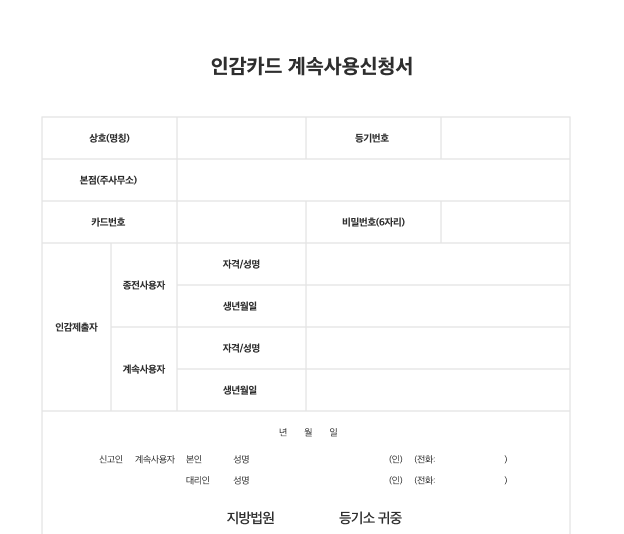 인감카드 계속사용신청서
상호(명칭) 등기번호
본점(주사무소)
카드번호 비밀번호(6자리)
인감제출자 종전사용자 자격/성명
생년월일
계속사용자 자격/성명
생년월일
년 월 일
신고인 계속사용자 본인 성명 (인) (전화: )
대리인 성명 (인) (전화: )
지방법원 등기소 귀중